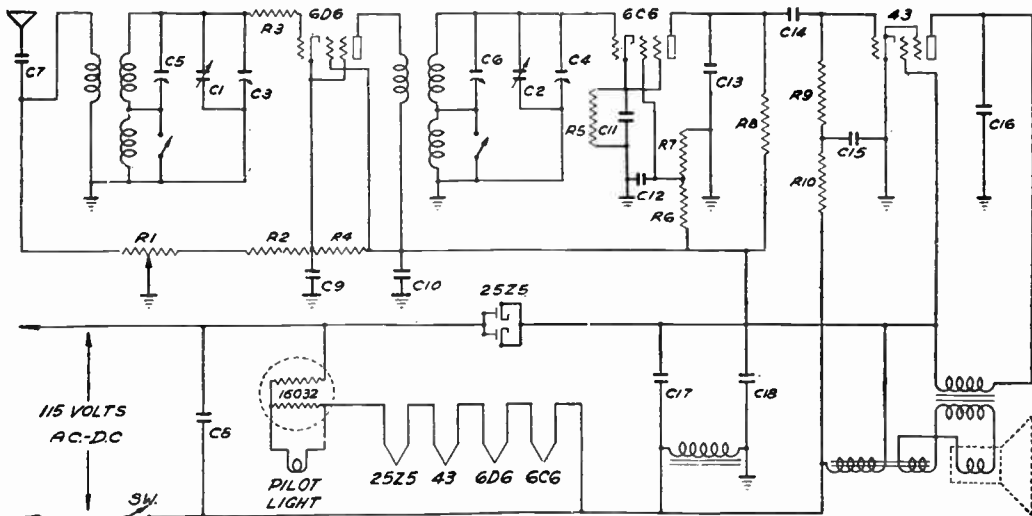 R3
6D6
6C6
C14
43
C7
C5
C1
C3
C6
C2
C4
R5
C11
C13
R7
R8
R9
C15
C16
C12
R6
R10
R1
R2
R4
C9
C10
25Z5
115 VOLTS
A.C.-D.C
C8
16032
PILOT
LIGHT
25Z5
43
6D6
6C6
C17
C18
SW.